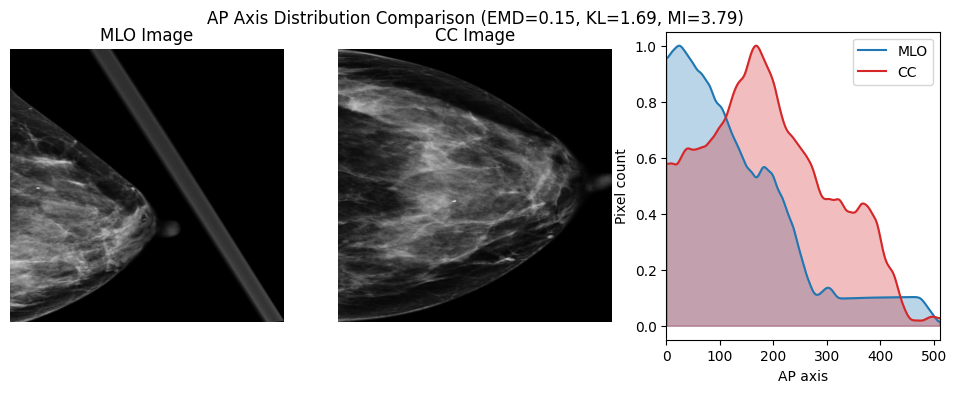 AP Axis Distribution Comparison (EMD=0.15, KL=1.69, MI=3.79)
MLO Image
CC Image
MLO
CC
Pixel count
1.0
0.8
0.6
0.4
0.2
0.0
0 100 200 300 400 500
AP axis